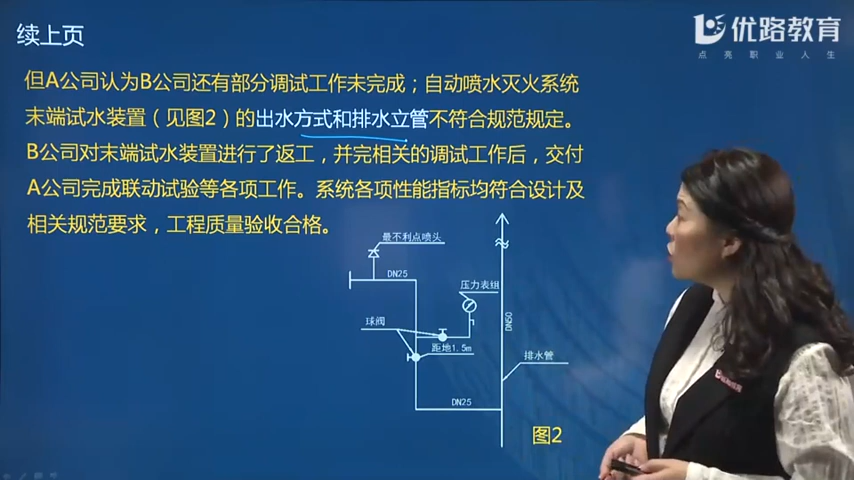 续上页
优路教育
点亮职业人生
但A公司认为B公司还有部分调试工作未完成；自动喷水灭火系统
末端试水装置（见图2）的出水方式和排水立管不符合规范规定。
B公司对末端试水装置进行了返工，并完相关的调试工作后，交付
A公司完成联动试验等各项工作。系统各项性能指标均符合设计及
相关规范要求，工程质量验收合格。
最不利点喷头
DN25
压力表组
球阀
DN50
距地1.5m
排水管
DN25
图2